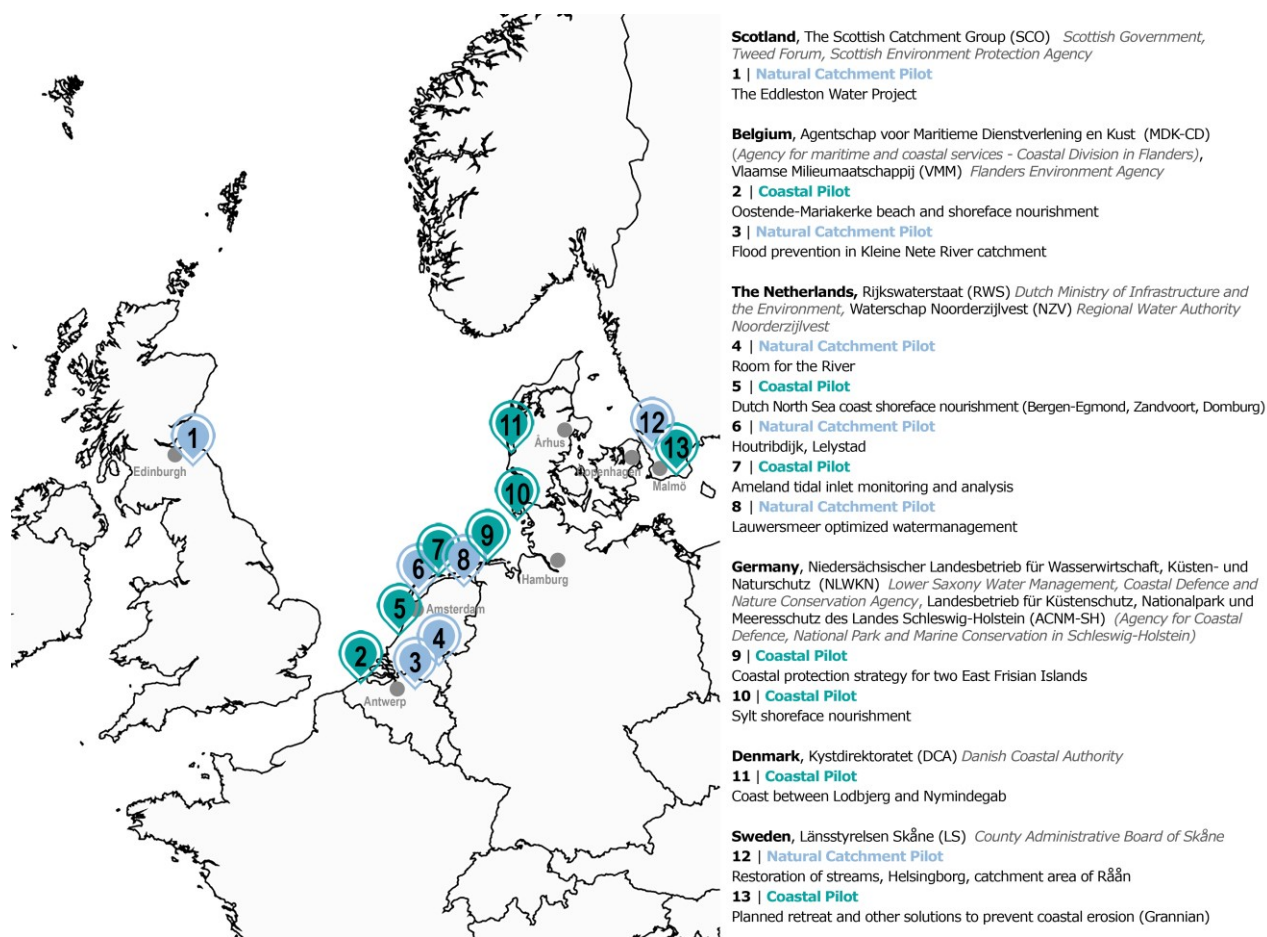 1
Edinburgh
11
Århus
12
13
Copenhagen
Malmö
10
9
7
8
6
Hamburg
5
Amsterdam
4
2
3
Antwerp
Scotland, The Scottish Catchment Group (SCO) Scottish Government,
Tweed Forum, Scottish Environment Protection Agency
1 | Natural Catchment Pilot
The Eddleston Water Project
Belgium, Agentschap voor Maritieme Dienstverlening en Kust (MDK-CD)
(Agency for maritime and coastal services - Coastal Division in Flanders),
Vlaamse Milieumaatschappij (VMM) Flanders Environment Agency
2 | Coastal Pilot
Oostende-Mariakerke beach and shoreface nourishment
3 | Natural Catchment Pilot
Flood prevention in Kleine Nete River catchment
The Netherlands, Rijkswaterstaat (RWS) Dutch Ministry of Infrastructure and
the Environment, Waterschap Noorderzijlvest (NZV) Regional Water Authority
Noorderzijlvest
4 | Natural Catchment Pilot
Room for the River
5 | Coastal Pilot
Dutch North Sea coast shoreface nourishment (Bergen-Egmond, Zandvoort, Domburg)
6 | Natural Catchment Pilot
Houtribdijk, Lelystad
7 | Coastal Pilot
Ameland tidal inlet monitoring and analysis
8 | Natural Catchment Pilot
Lauwersmeer optimized watermanagement
Germany, Niedersächsischer Landesbetrieb für Wasserwirtschaft, Küsten- und
Naturschutz (NLWKN) Lower Saxony Water Management, Coastal Defence and
Nature Conservation Agency, Landesbetrieb für Küstenschutz, Nationalpark und
Meeresschutz des Landes Schleswig-Holstein (ACNM-SH) (Agency for Coastal
Defence, National Park and Marine Conservation in Schleswig-Holstein)
9 | Coastal Pilot
Coastal protection strategy for two East Frisian Islands
10 | Coastal Pilot
Sylt shoreface nourishment
Denmark, Kystdirektoratet (DCA) Danish Coastal Authority
11 | Coastal Pilot
Coast between Lodbjerg and Nymindegab
Sweden, Länsstyrelsen Skåne (LS) County Administrative Board of Skåne
12 | Natural Catchment Pilot
Restoration of streams, Helsingborg, catchment area of Råån
13 | Coastal Pilot
Planned retreat and other solutions to prevent coastal erosion (Grannian)